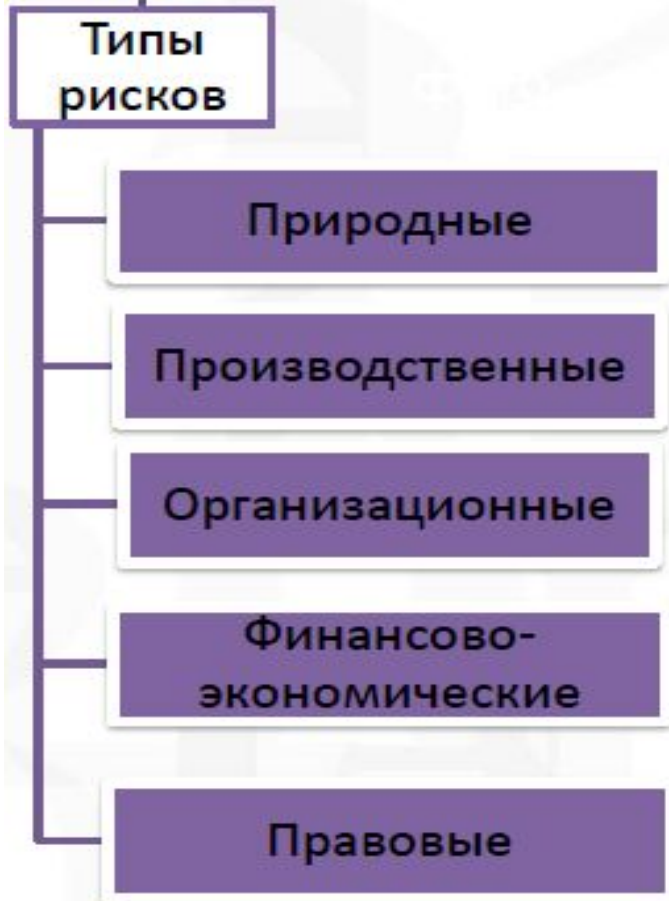 Типы
рисков
Природные
Производственные
Организационные
Финансово-
экономические
Правовые